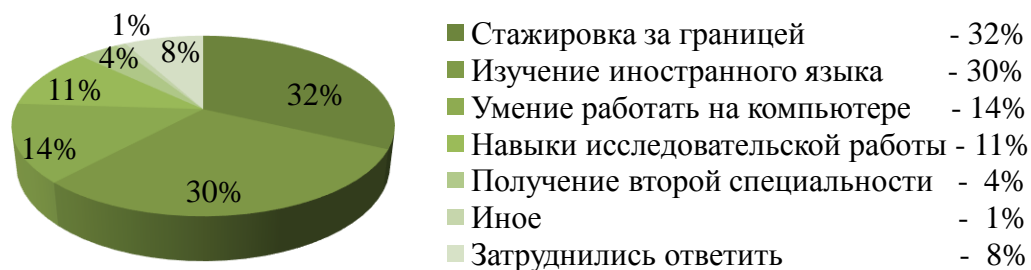 1%
8%
4%
11%
32%
14%
30%
Стажировка за границей - 32%
Изучение иностранного языка - 30%
Умение работать на компьютере - 14%
Навыки исследовательской работы - 11%
Получение второй специальности - 4%
Иное - 1%
Затруднились ответить - 8%